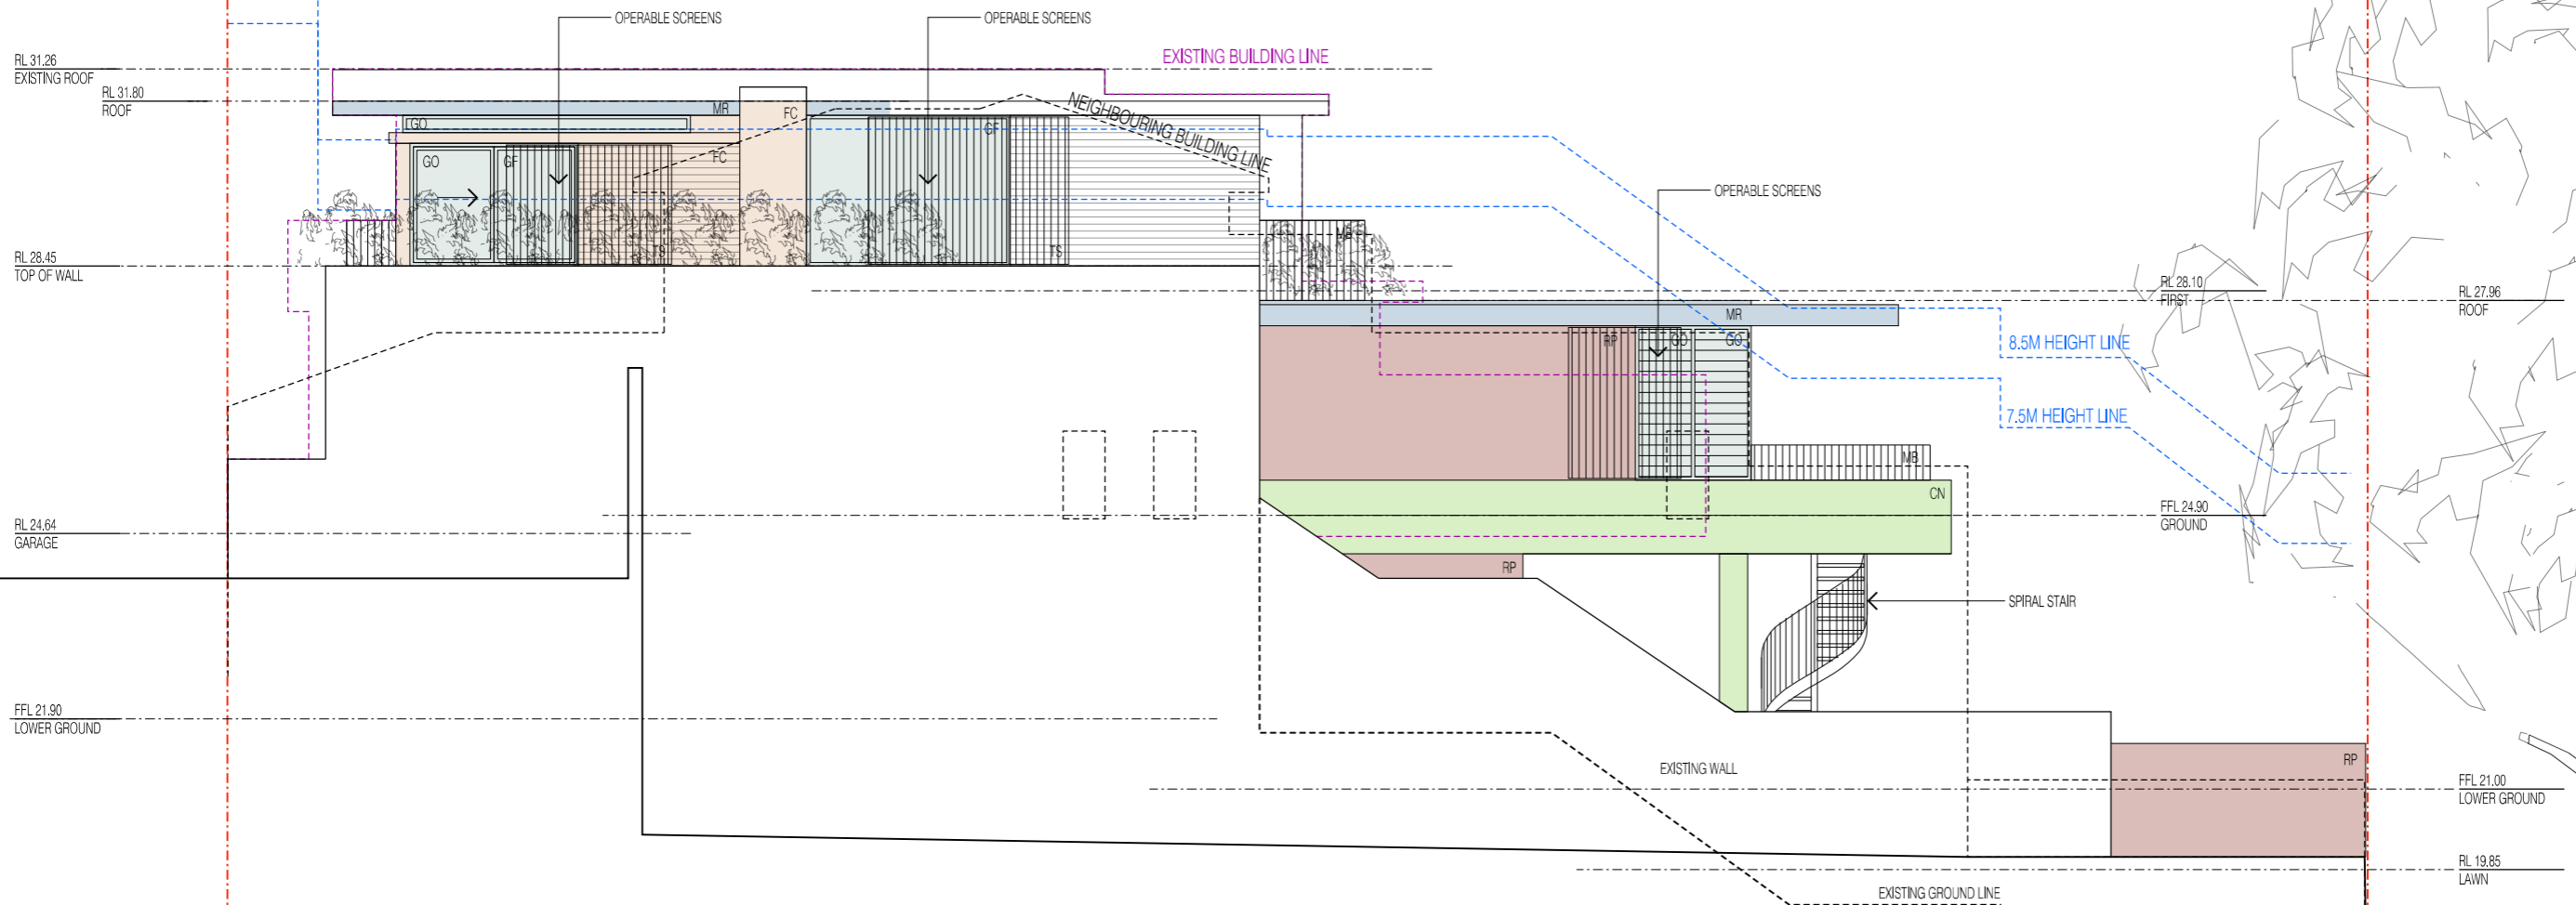 OPERABLE SCREENS
OPERABLE SCREENS
EXISTING BUILDING LINE
RL 31.26
EXISTING ROOF
RL 31.80
ROOF
MR
FC
NEIGHBOURING BUILDING LINE
GO
GF
GO
GF
FC
OPERABLE SCREENS
MB
TS
TS
RL 28.45
TOP OF WALL
RL 28.10
FIRST
RL 27.96
ROOF
MR
RP
GO
GO
8.5M HEIGHT LINE
7.5M HEIGHT LINE
MB
CN
FFL 24.90
GROUND
RL 24.64
GARAGE
RP
SPIRAL STAIR
FFL 21.90
LOWER GROUND
EXISTING WALL
RP
FFL 21.00
LOWER GROUND
RL 19.85
LAWN
EXISTING GROUND LINE